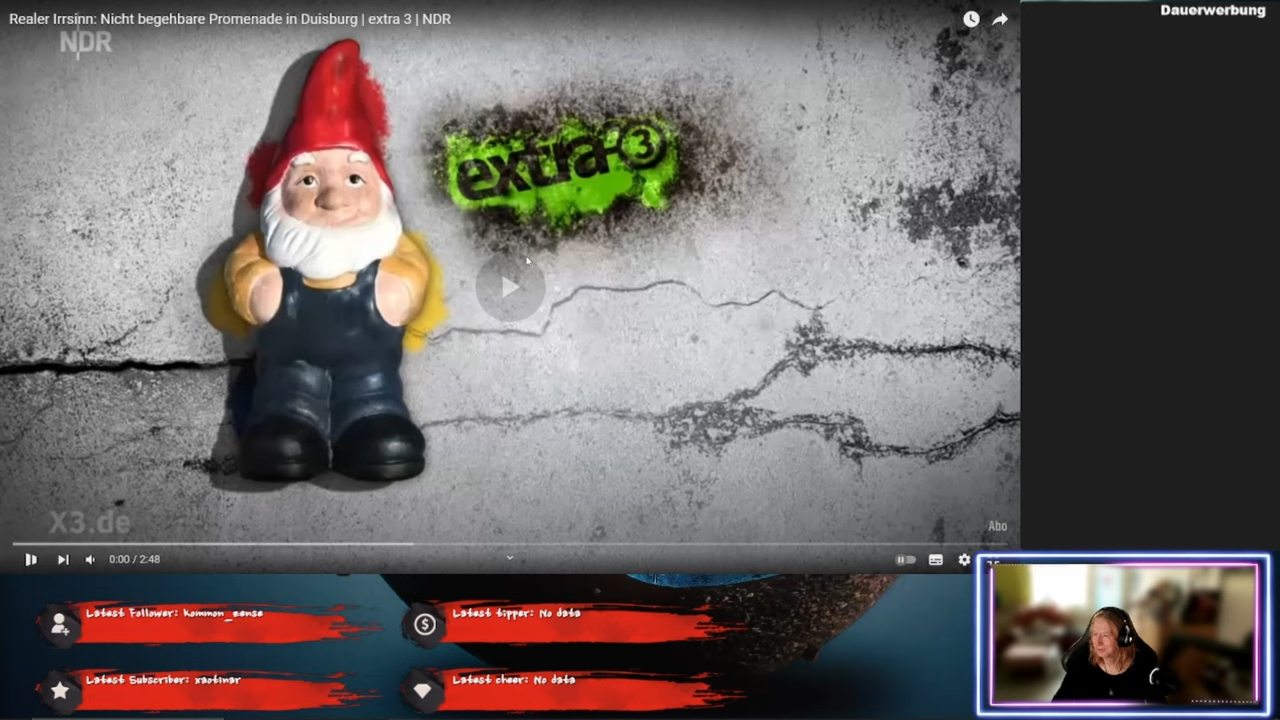 Realer Irrsinn: Nicht begehbare Promenade in Duisburg | extra 3 | NDR
Dauerwerbung
NDR
extra 3
X3.de
Abo
0:00 / 2:48
Latest Follower: Kommon_zense
Latest tipper: No data
Latest Subscriber: xaotinar
Latest cheer: No data